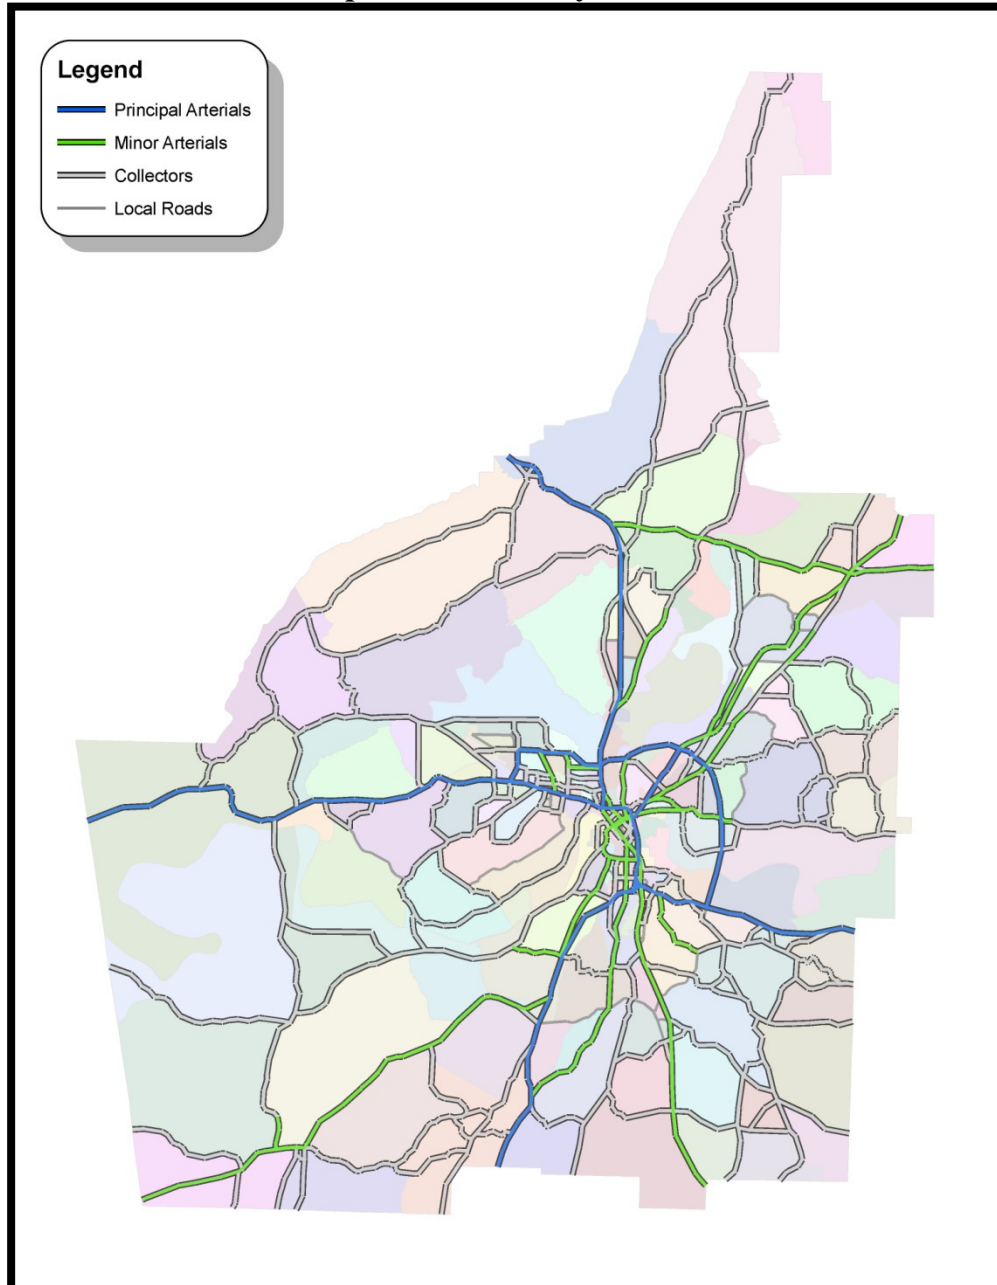 Legend
Principal Arterials
Minor Arterials
Collectors
Local Roads